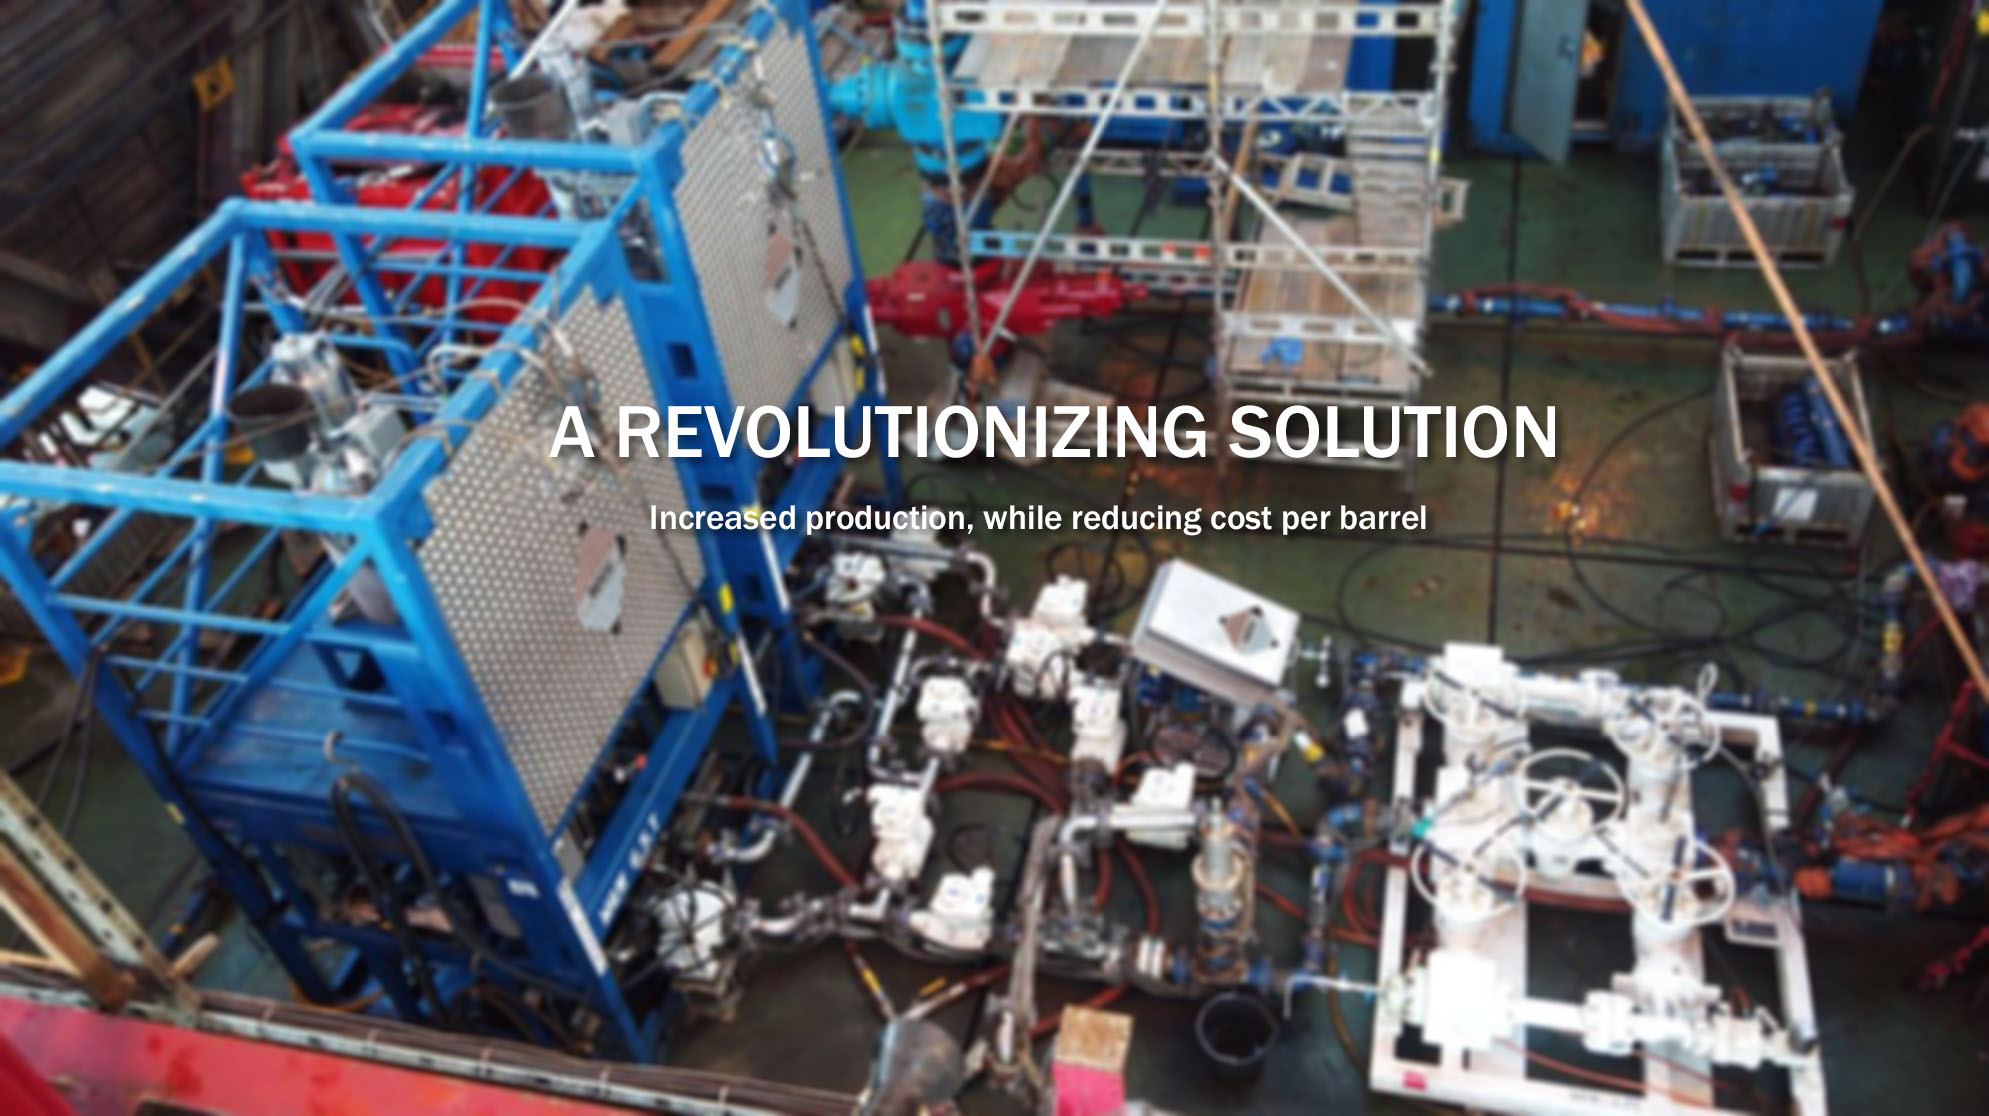 A REVOLUTIONIZING SOLUTION
Increased production, while reducing cost per barrel